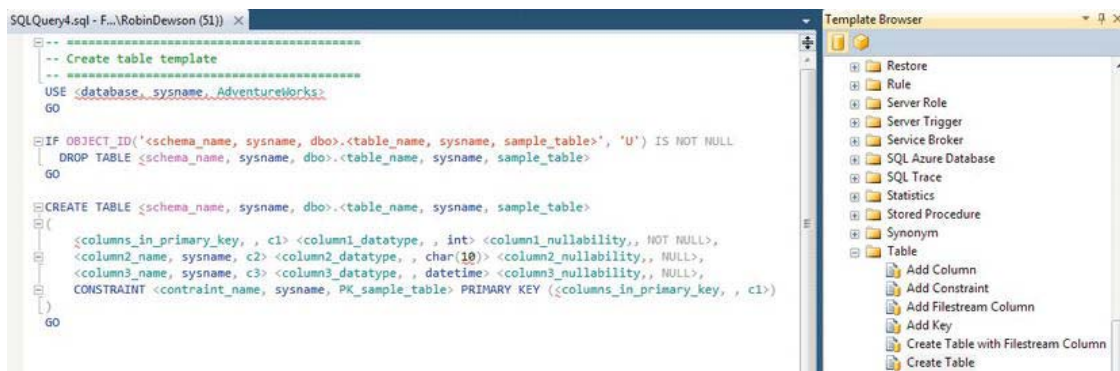 SQLQuery4.sql - F...\RobinDewson (51))
-- =========================================
-- Create table template
-- =========================================
USE <database, sysname, AdventureWorks>
GO
IF OBJECT_ID('<schema_name, sysname, dbo>.<table_name, sysname, sample_table>', 'U') IS NOT NULL
DROP TABLE <schema_name, sysname, dbo>.<table_name, sysname, sample_table>
GO
CREATE TABLE <schema_name, sysname, dbo>.<table_name, sysname, sample_table>
(
<columns_in_primary_key, , c1> <column1_datatype, , int> <column1_nullability,, NOT NULL>,
<column2_name, sysname, c2> <column2_datatype, , char(10)> <column2_nullability,, NULL>,
<column3_name, sysname, c3> <column3_datatype, , datetime> <column3_nullability,, NULL>,
CONSTRAINT <contraint_name, sysname, PK_sample_table> PRIMARY KEY (<columns_in_primary_key, , c1>)
)
GO
Template Browser
Restore
Rule
Server Role
Server Trigger
Service Broker
SQL Azure Database
SQL Trace
Statistics
Stored Procedure
Synonym
Table
Add Column
Add Constraint
Add Filestream Column
Add Key
Create Table with Filestream Column
Create Table